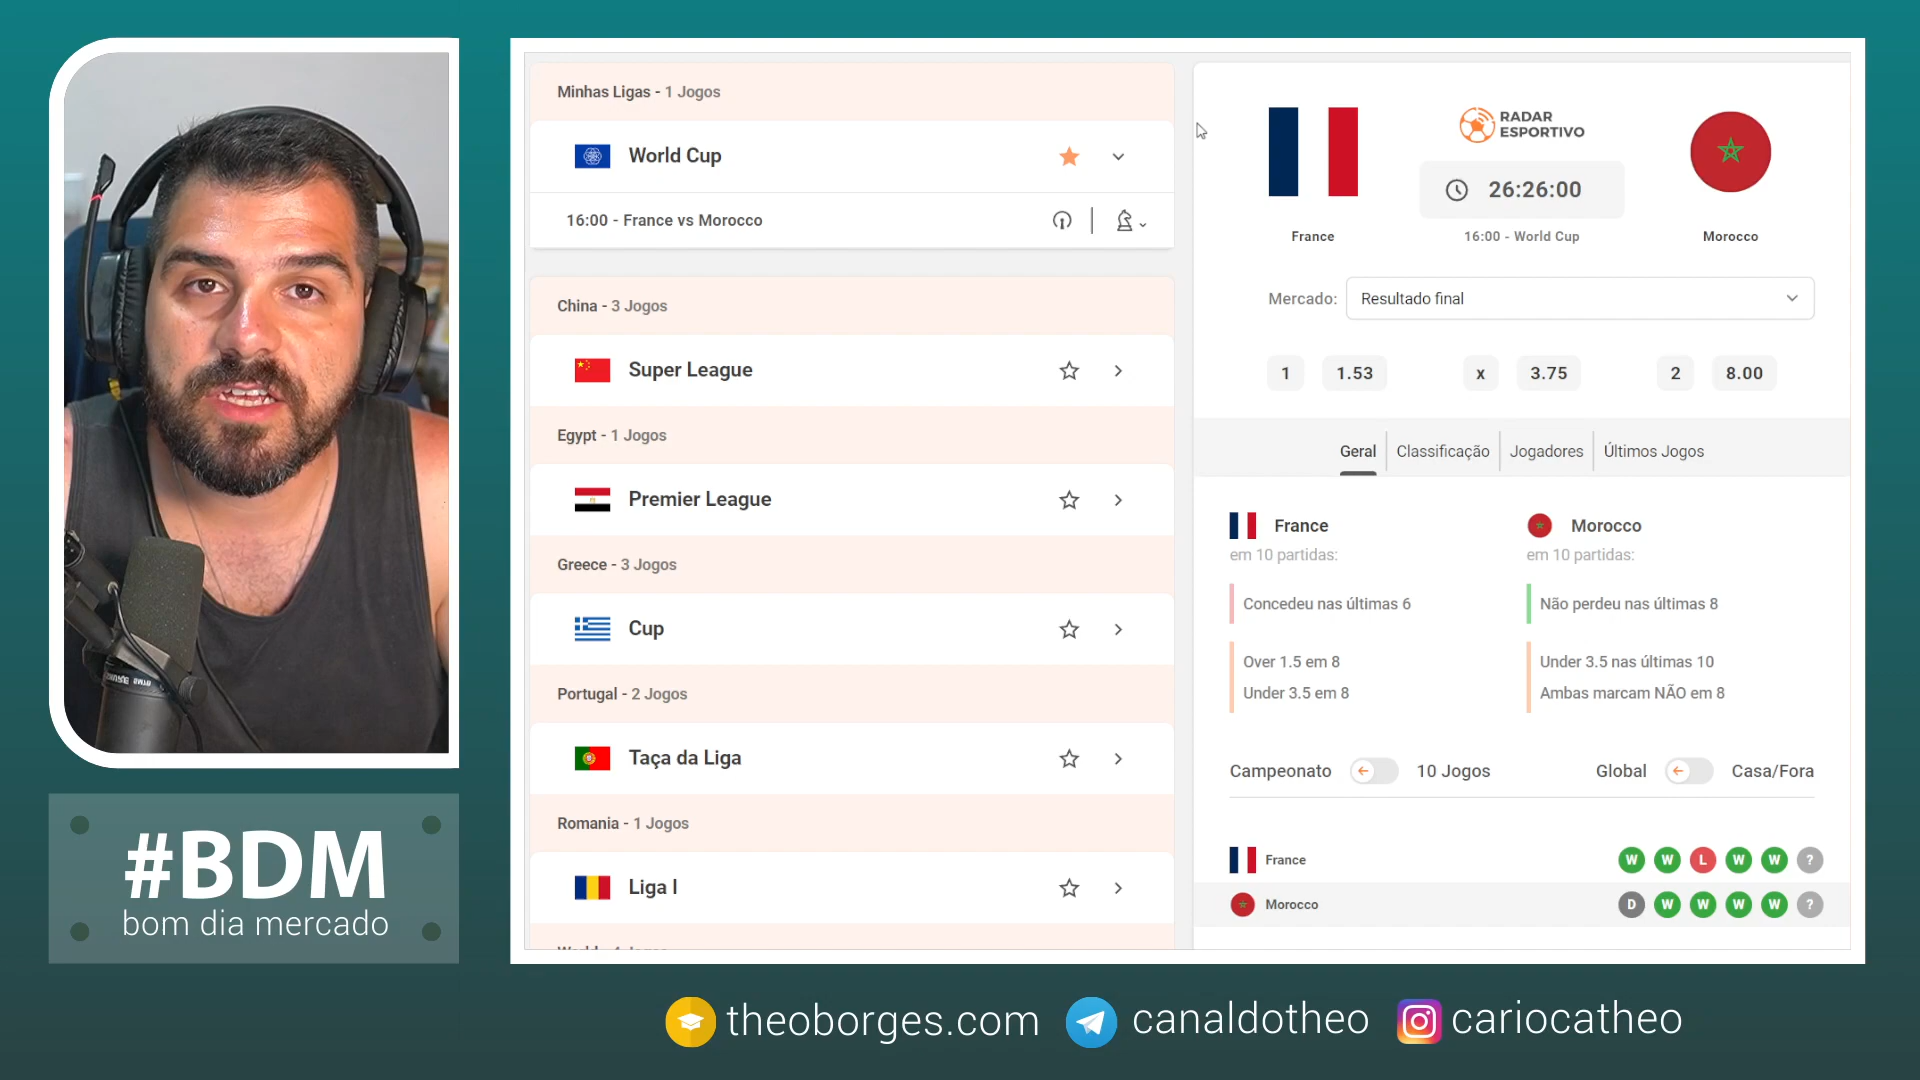 Minhas Ligas - 1 Jogos
World Cup
16:00 - France vs Morocco
China - 3 Jogos
Super League
Egypt - 1 Jogos
Premier League
Greece - 3 Jogos
Cup
Portugal - 2 Jogos
Taça da Liga
Romania - 1 Jogos
Liga I
RADAR
ESPORTIVO
26:26:00
France
16:00 - World Cup
Morocco
Mercado:
Resultado final
1 1.53 x 3.75 2 8.00
Geral Classificação Jogadores Últimos Jogos
France
em 10 partidas:
Concedeu nas últimas 6
Over 1.5 em 8
Under 3.5 em 8
Morocco
em 10 partidas:
Não perdeu nas últimas 8
Under 3.5 nas últimas 10
Ambas marcam NÃO em 8
Campeonato 10 Jogos Global Casa/Fora
France W W L W W ?
Morocco D W W W W ?
#BDM
bom dia mercado
theoborges.com canaldotheo cariocatheo